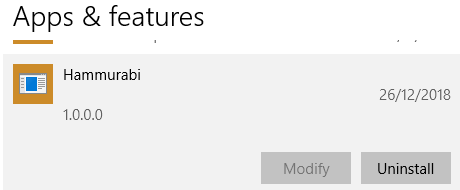 Apps & features
Hammurabi
26/12/2018
1.0.0.0
Modify
Uninstall